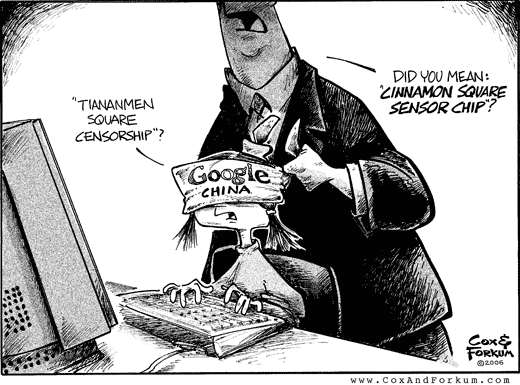 DID YOU MEAN:
"CINNAMON SQUARE
SENSOR CHIP"?
"TIANANMEN
SQUARE
CENSORSHIP"?
Google
CHINA
COX &
FORKUM
©2006
www.CoxAndForkum.com